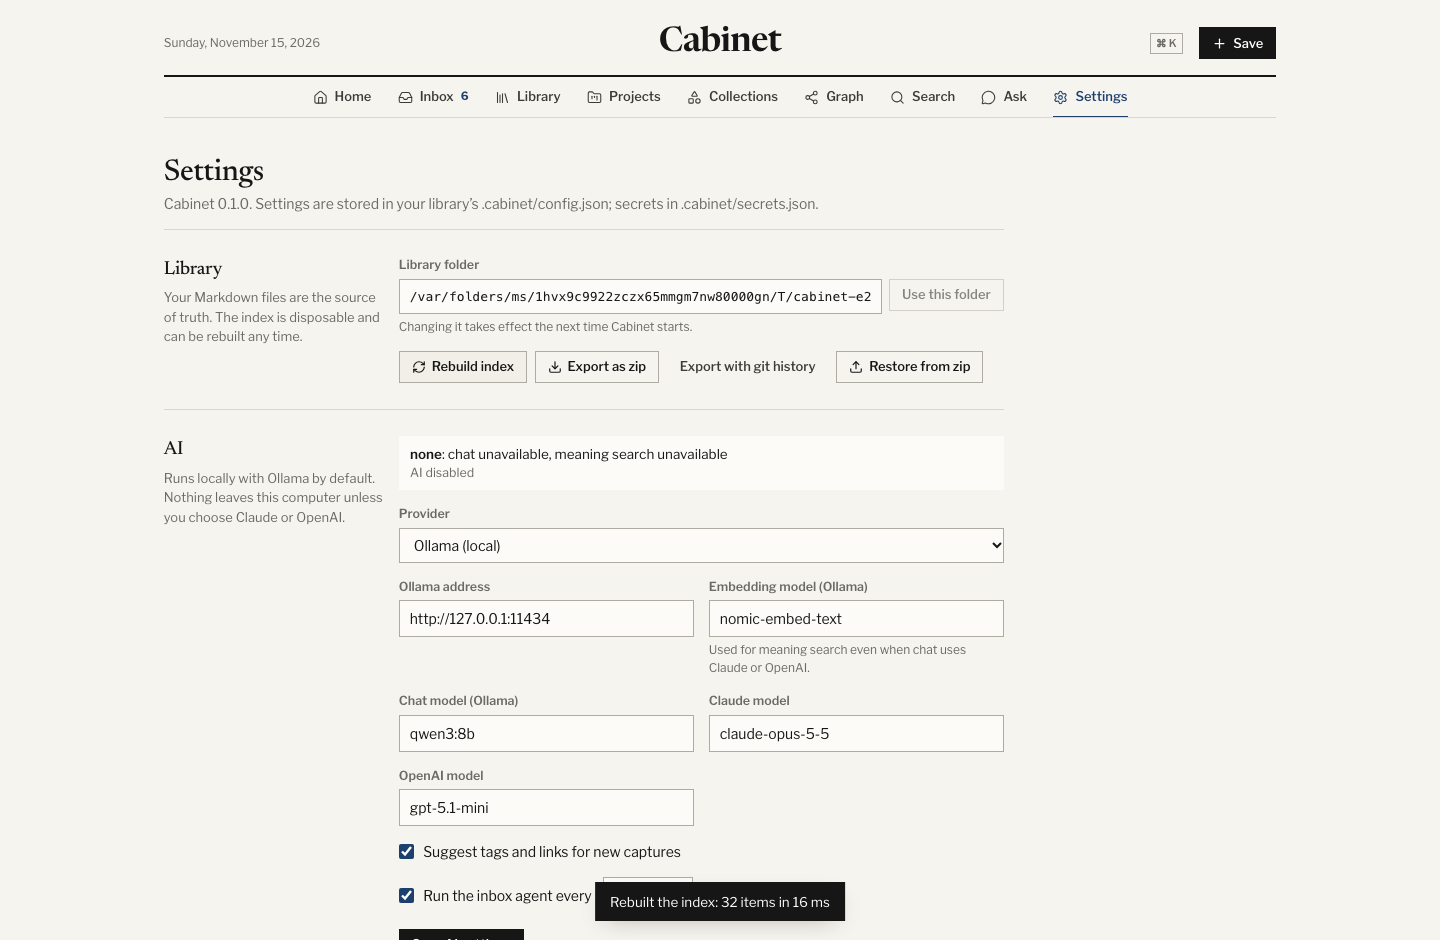 Sunday, November 15, 2026
Cabinet
⌘ K
Save
Home
Inbox 6
Library
Projects
Collections
Graph
Search
Ask
Settings
Settings
Cabinet 0.1.0. Settings are stored in your library’s .cabinet/config.json; secrets in .cabinet/secrets.json.
Library
Your Markdown files are the source
of truth. The index is disposable and
can be rebuilt any time.
Library folder
/var/folders/ms/1hvx9c9922zczx65mmgm7nw80000gn/T/cabinet-e2
Use this folder
Changing it takes effect the next time Cabinet starts.
Rebuild index
Export as zip
Export with git history
Restore from zip
AI
Runs locally with Ollama by default.
Nothing leaves this computer unless
you choose Claude or OpenAI.
none: chat unavailable, meaning search unavailable
AI disabled
Provider
Ollama (local)
Ollama address
http://127.0.0.1:11434
Embedding model (Ollama)
nomic-embed-text
Used for meaning search even when chat uses
Claude or OpenAI.
Chat model (Ollama)
qwen3:8b
Claude model
claude-opus-5-5
OpenAI model
gpt-5.1-mini
Suggest tags and links for new captures
Run the inbox agent every
Rebuilt the index: 32 items in 16 ms